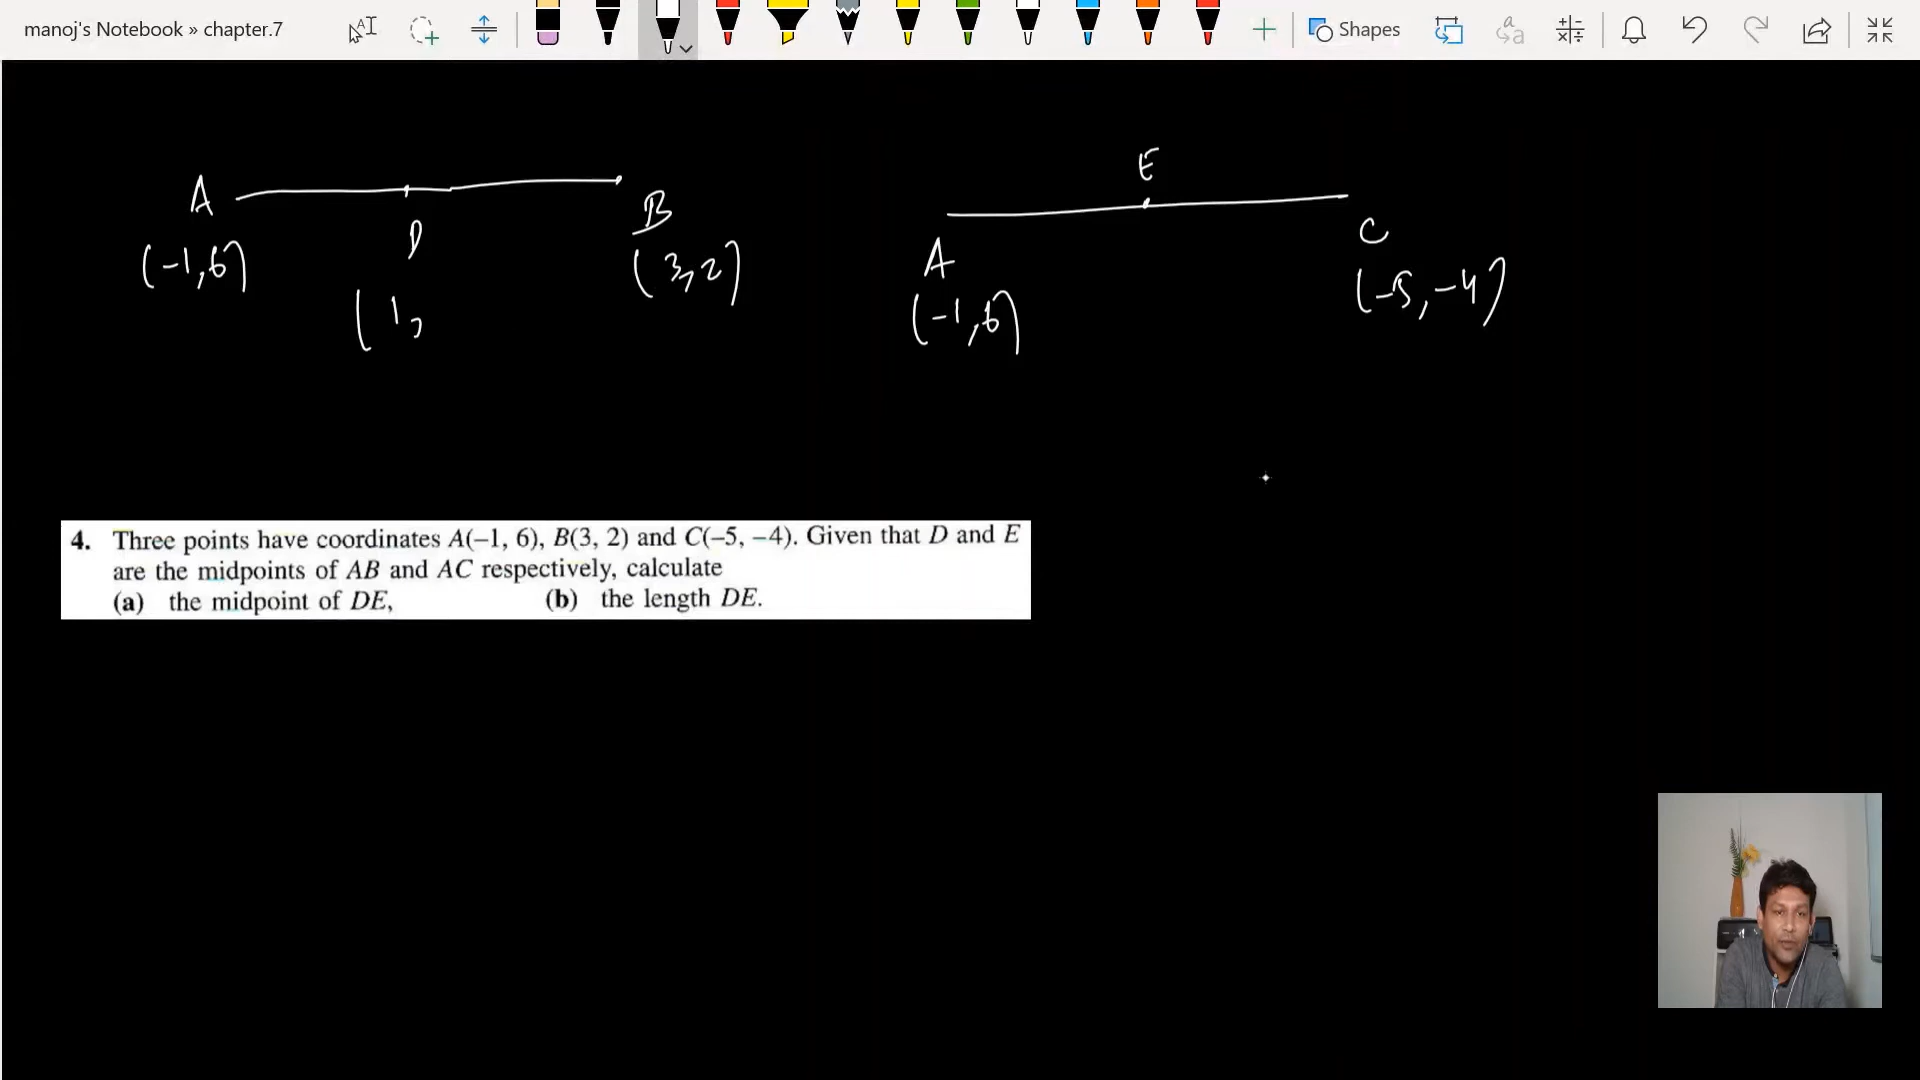 manoj's Notebook » chapter.7
Shapes
A
D
B
(-1,6)
(3,2)
(1,
E
A
C
(-1,6)
(-5,-4)
4. Three points have coordinates A(–1, 6), B(3, 2) and C(–5, –4). Given that D and E
are the midpoints of AB and AC respectively, calculate
(a) the midpoint of DE, (b) the length DE.